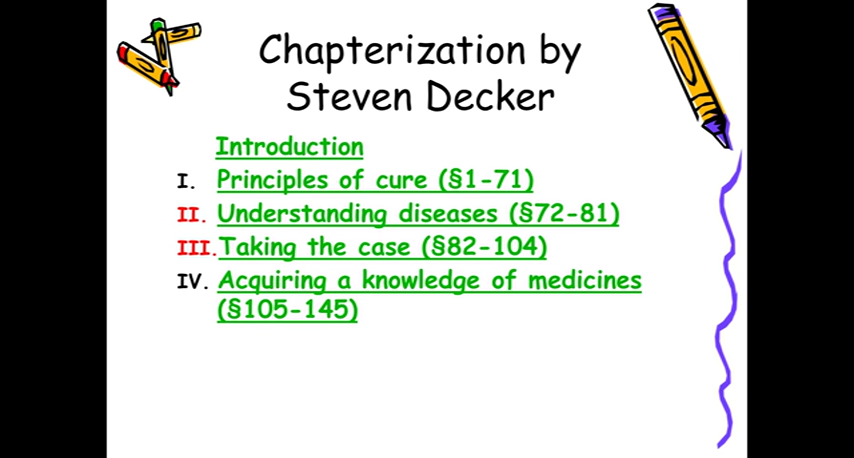 Chapterization by
Steven Decker
Introduction
I. Principles of cure (§1-71)
II. Understanding diseases (§72-81)
III. Taking the case (§82-104)
IV. Acquiring a knowledge of medicines
(§105-145)